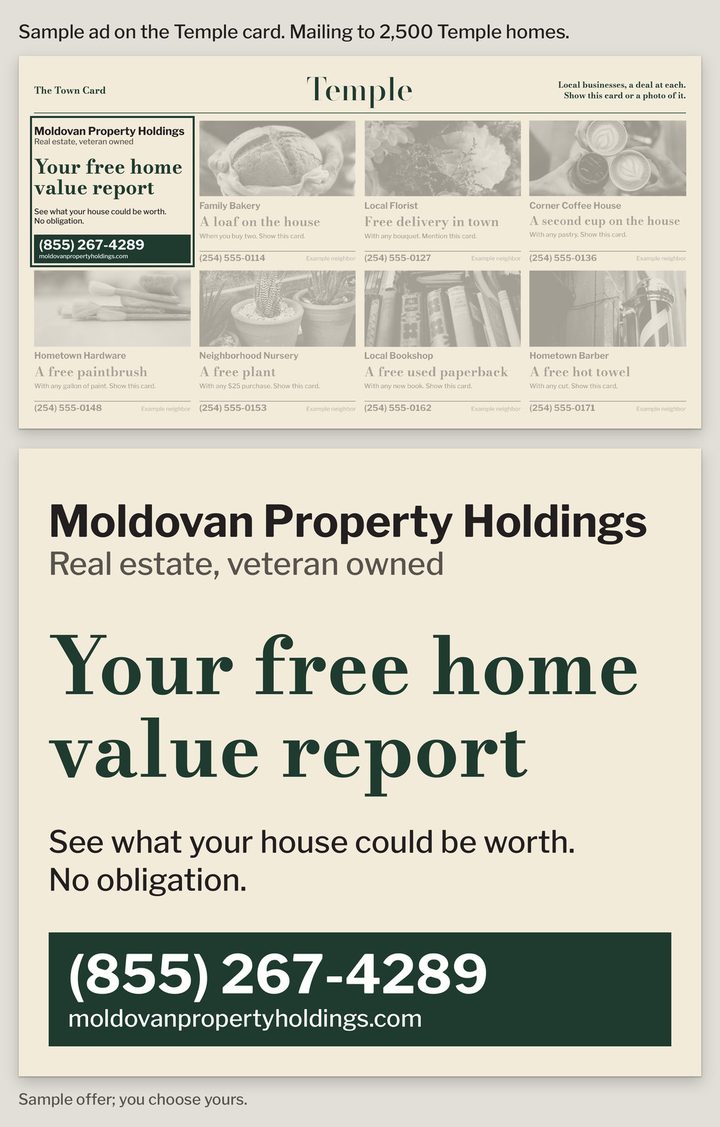 Sample ad on the Temple card. Mailing to 2,500 Temple homes.
The Town Card
Temple
Local businesses, a deal at each.
Show this card or a photo of it.
Moldovan Property Holdings
Real estate, veteran owned
Your free home
value report
See what your house could be worth.
No obligation.
(855) 267-4289
moldovanpropertyholdings.com
Family Bakery
A loaf on the house
When you buy two. Show this card.
(254) 555-0114
Example neighbor
Local Florist
Free delivery in town
With any bouquet. Mention this card.
(254) 555-0127
Example neighbor
Corner Coffee House
A second cup on the house
With any pastry. Show this card.
(254) 555-0136
Example neighbor
Hometown Hardware
A free paintbrush
With any gallon of paint. Show this card.
(254) 555-0148
Example neighbor
Neighborhood Nursery
A free plant
With any $25 purchase. Show this card.
(254) 555-0153
Example neighbor
Local Bookshop
A free used paperback
With any new book. Show this card.
(254) 555-0162
Example neighbor
Hometown Barber
A free hot towel
With any cut. Show this card.
(254) 555-0171
Example neighbor
Moldovan Property Holdings
Real estate, veteran owned
Your free home
value report
See what your house could be worth.
No obligation.
(855) 267-4289
moldovanpropertyholdings.com
Sample offer; you choose yours.